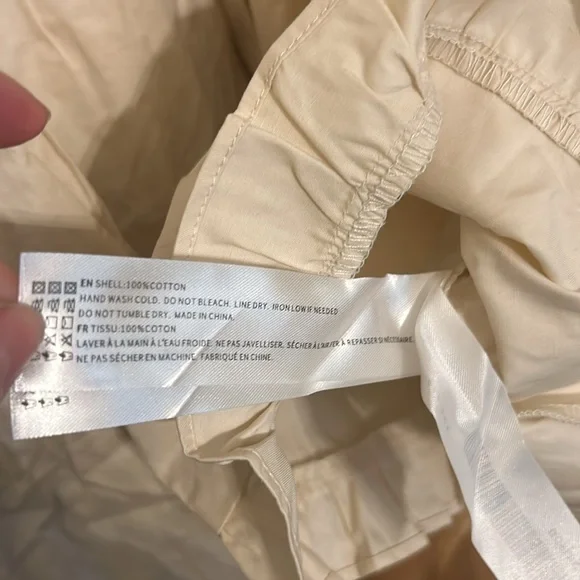 EN SHELL:100%COTTON
HAND WASH COLD. DO NOT BLEACH. LINE DRY. IRON LOW IF NEEDED
DO NOT TUMBLE DRY. MADE IN CHINA.
FR TISSU:100%COTON
LAVER À LA MAIN À L'EAU FROIDE. NE PAS JAVELLISER. SÉCHER À L'AIR À REPASSER SI NÉCESSAIRE.
NE PAS SÉCHER EN MACHINE. FABRIQUÉ EN CHINE.